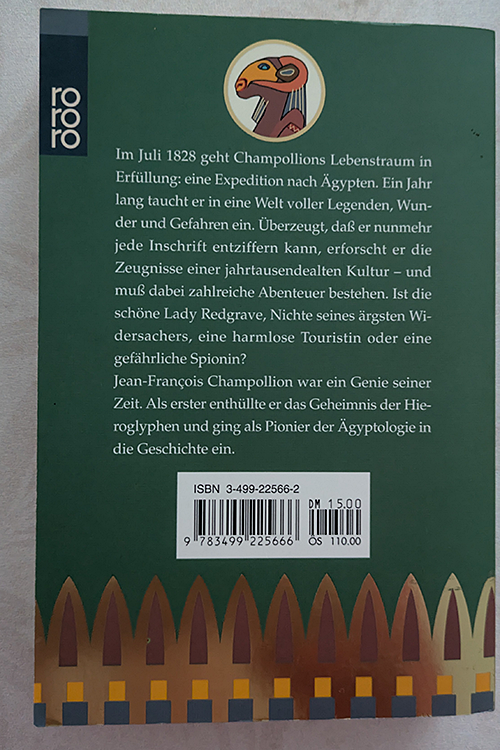 ro
ro
ro
Im Juli 1828 geht Champollions Lebenstraum in
Erfüllung: eine Expedition nach Ägypten. Ein Jahr
lang taucht er in eine Welt voller Legenden, Wun-
der und Gefahren ein. Überzeugt, daß er nunmehr
jede Inschrift entziffern kann, erforscht er die
Zeugnisse einer jahrtausendealten Kultur – und
muß dabei zahlreiche Abenteuer bestehen. Ist die
schöne Lady Redgrave, Nichte seines ärgsten Wi-
dersachers, eine harmlose Touristin oder eine
gefährliche Spionin?
Jean-François Champollion war ein Genie seiner
Zeit. Als erster enthüllte er das Geheimnis der Hie-
roglyphen und ging als Pionier der Ägyptologie in
die Geschichte ein.
ISBN 3-499-22566-2
DM 15.00
9 783499 225666
ÖS 110.00